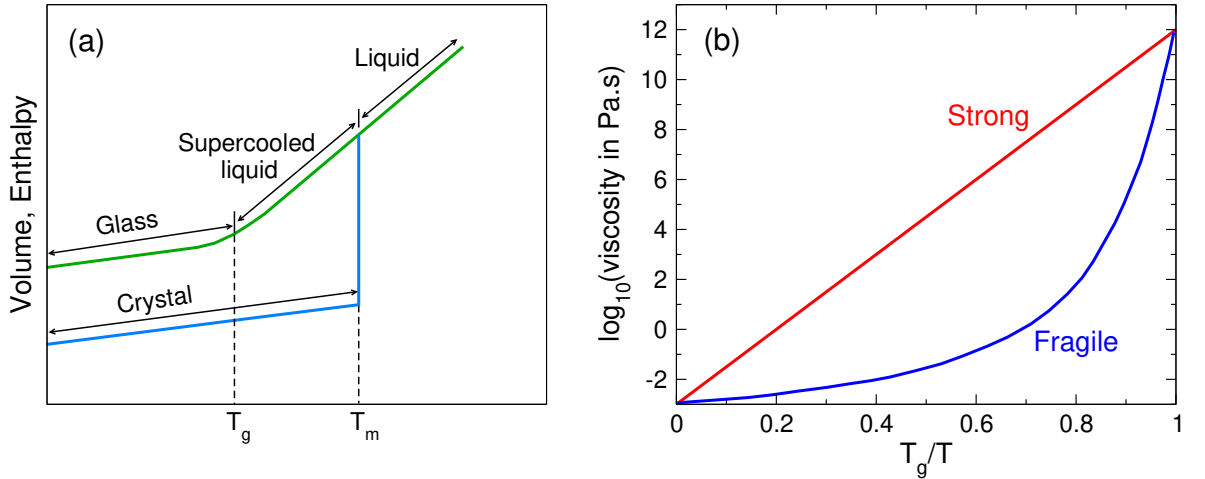 (a)
Volume, Enthalpy
Liquid
Supercooled
liquid
Glass
Crystal
T_g
T_m
(b)
log_10(viscosity in Pa.s)
12
10
8
6
4
2
0
-2
Strong
Fragile
0
0.2
0.4
0.6
0.8
1
T_g/T